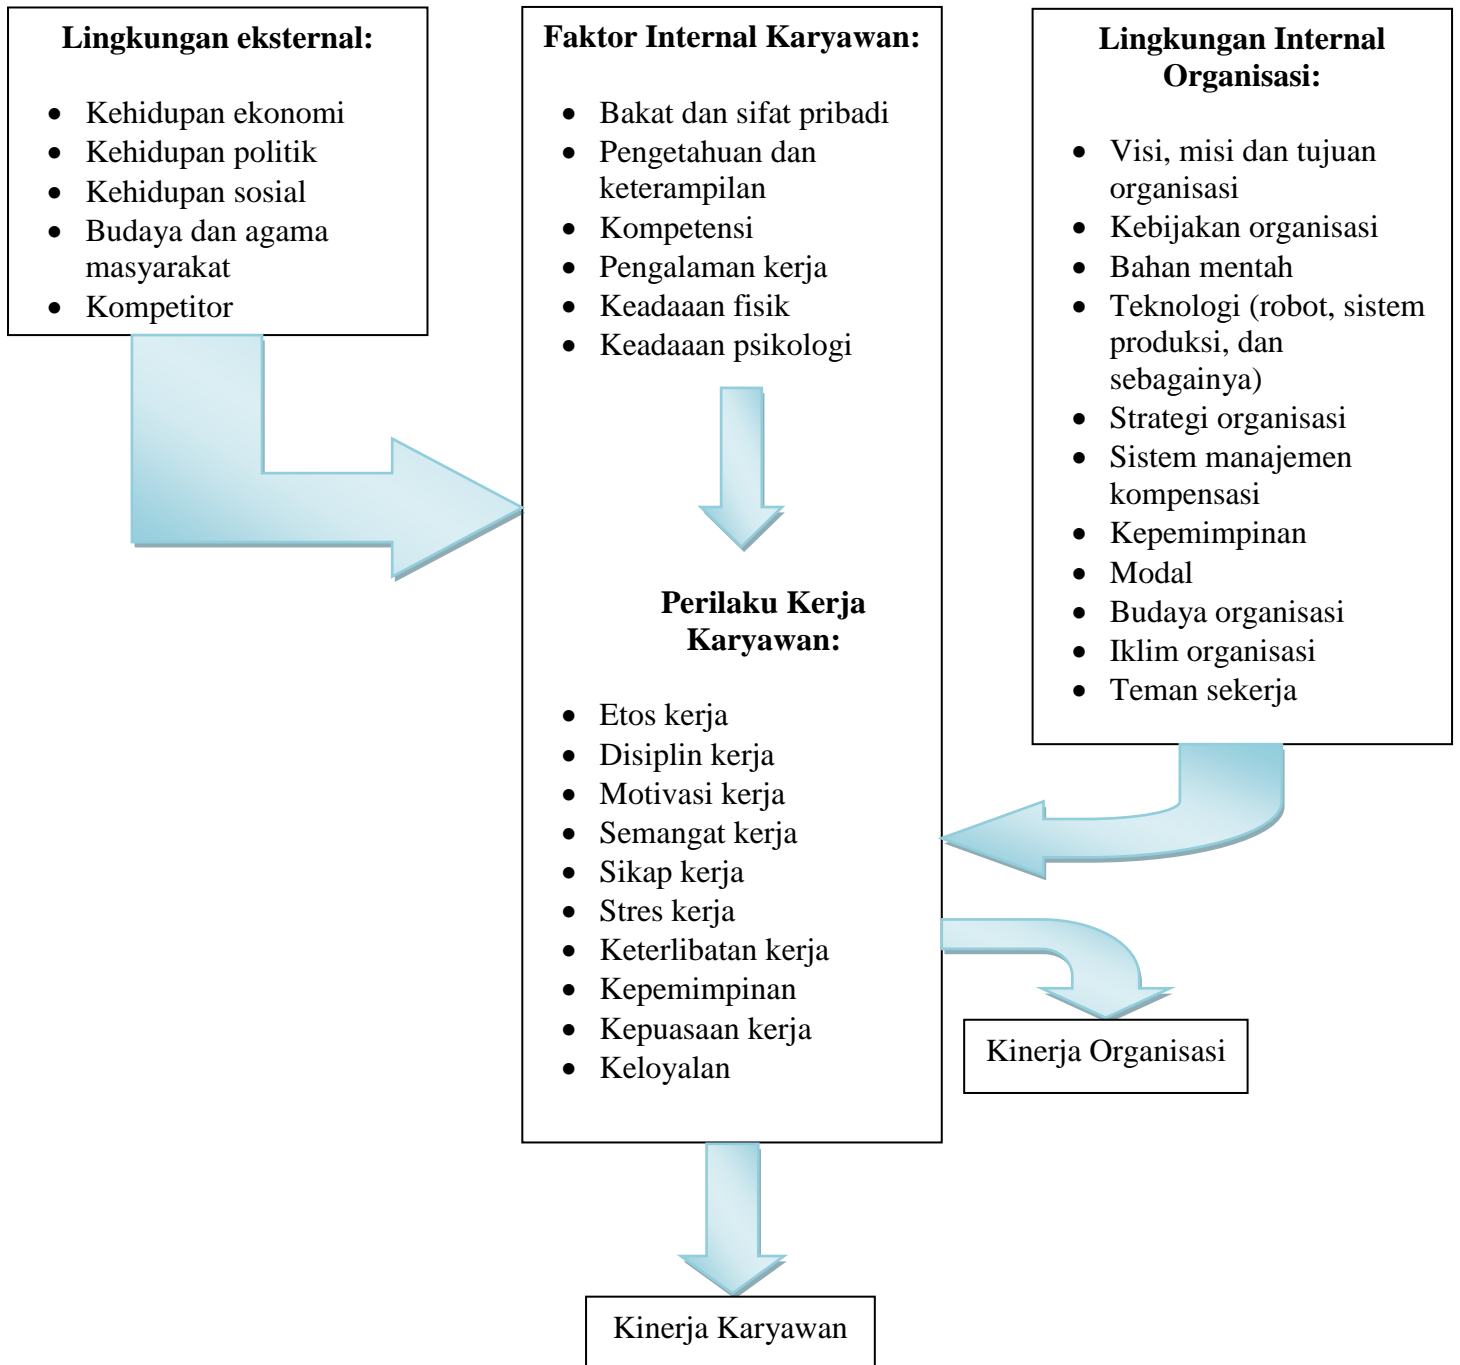 Lingkungan eksternal:
• Kehidupan ekonomi
• Kehidupan politik
• Kehidupan sosial
• Budaya dan agama
masyarakat
• Kompetitor
Faktor Internal Karyawan:
• Bakat dan sifat pribadi
• Pengetahuan dan
keterampilan
• Kompetensi
• Pengalaman kerja
• Keadaaan fisik
• Keadaaan psikologi
Perilaku Kerja
Karyawan:
• Etos kerja
• Disiplin kerja
• Motivasi kerja
• Semangat kerja
• Sikap kerja
• Stres kerja
• Keterlibatan kerja
• Kepemimpinan
• Kepuasaan kerja
• Keloyalan
Lingkungan Internal
Organisasi:
• Visi, misi dan tujuan
organisasi
• Kebijakan organisasi
• Bahan mentah
• Teknologi (robot, sistem
produksi, dan
sebagainya)
• Strategi organisasi
• Sistem manajemen
kompensasi
• Kepemimpinan
• Modal
• Budaya organisasi
• Iklim organisasi
• Teman sekerja
Kinerja Organisasi
Kinerja Karyawan